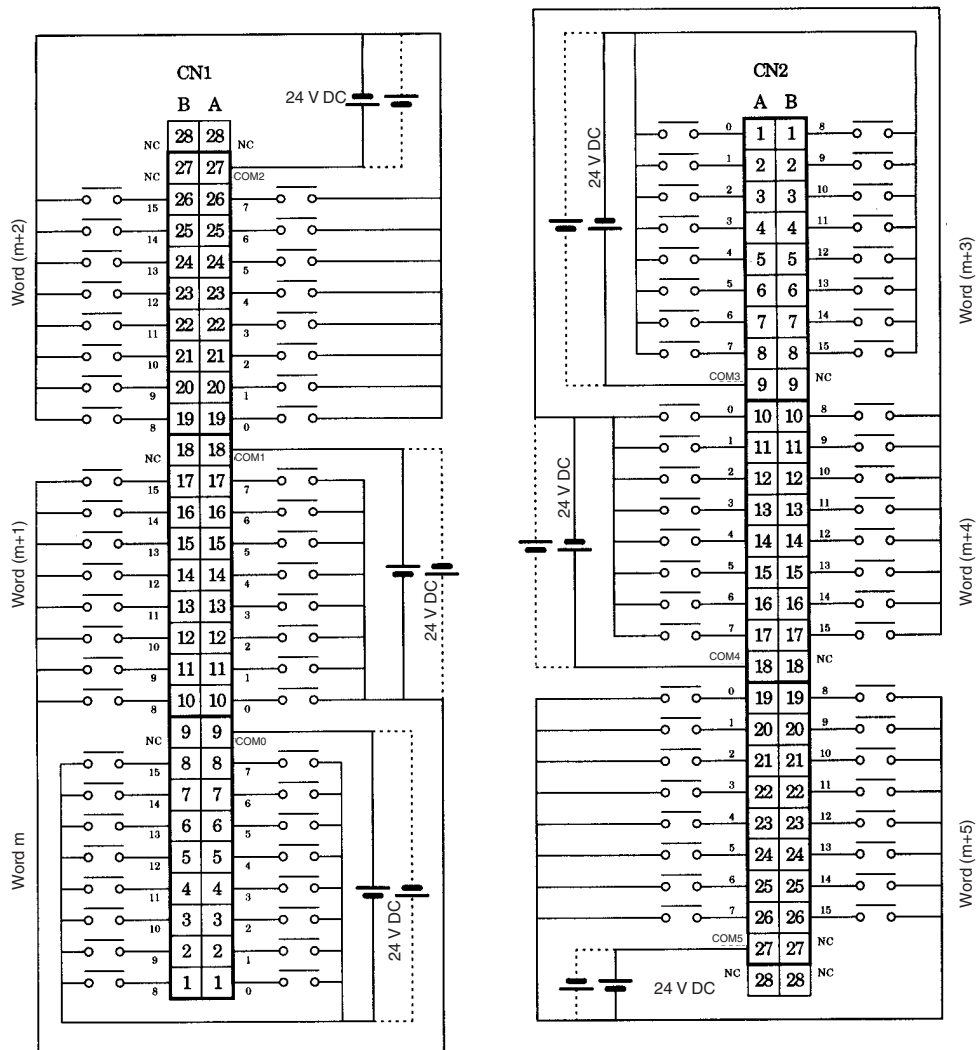 CN1
B A
24 V DC
NC 28 28 NC
NC 27 27 COM2
15 26 26 7
14 25 25 6
13 24 24 5
12 23 23 4
11 22 22 3
10 21 21 2
9 20 20 1
8 19 19 0
Word (m+2)
NC 18 18 COM1
15 17 17 7
14 16 16 6
13 15 15 5
12 14 14 4
11 13 13 3
10 12 12 2
9 11 11 1
8 10 10 0
Word (m+1)
24 V DC
NC 9 9 COM0
15 8 8 7
14 7 7 6
13 6 6 5
12 5 5 4
11 4 4 3
10 3 3 2
9 2 2 1
8 1 1 0
Word m
24 V DC
CN2
A B
24 V DC
0 1 1 8
1 2 2 9
2 3 3 10
3 4 4 11
4 5 5 12
5 6 6 13
6 7 7 14
7 8 8 15
COM3 9 9 NC
Word (m+3)
24 V DC
0 10 10 8
1 11 11 9
2 12 12 10
3 13 13 11
4 14 14 12
5 15 15 13
6 16 16 14
7 17 17 15
COM4 18 18 NC
Word (m+4)
0 19 19 8
1 20 20 9
2 21 21 10
3 22 22 11
4 23 23 12
5 24 24 13
6 25 25 14
7 26 26 15
COM5 27 27 NC
NC 28 28 NC
Word (m+5)
24 V DC